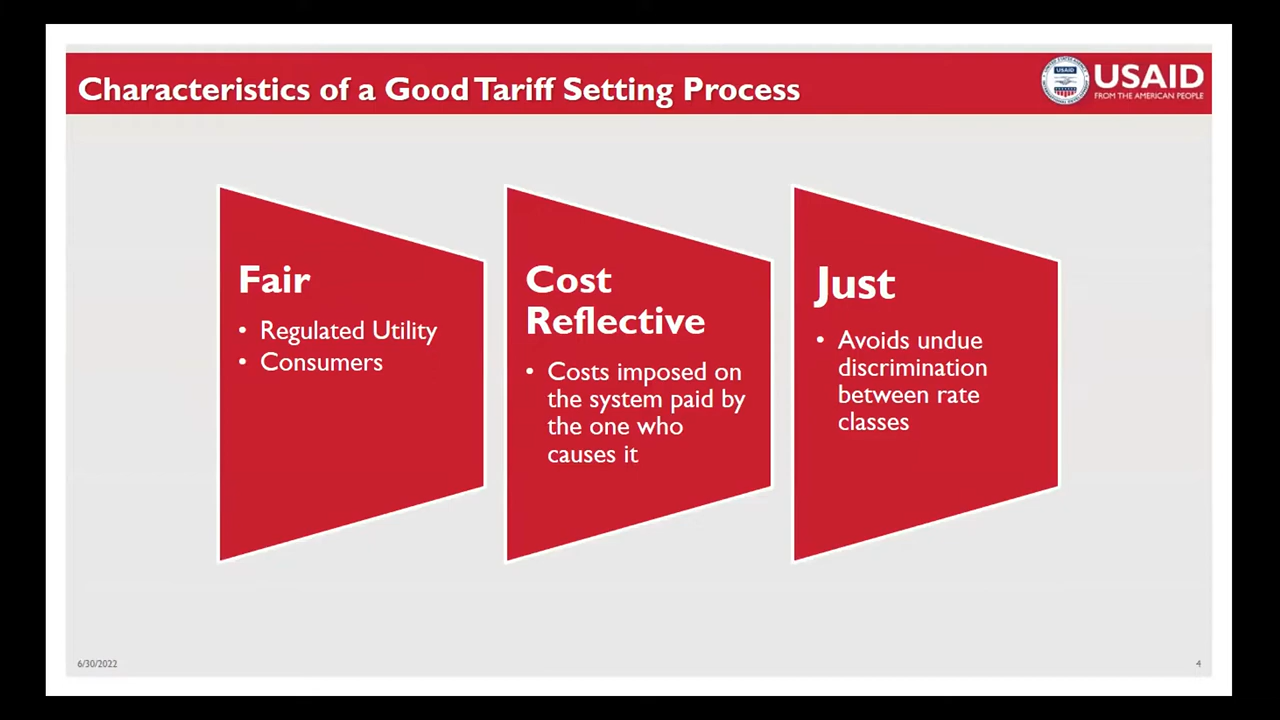 Characteristics of a Good Tariff Setting Process
USAID
FROM THE AMERICAN PEOPLE
Fair
• Regulated Utility
• Consumers
Cost
Reflective
• Costs imposed on
the system paid by
the one who
causes it
Just
• Avoids undue
discrimination
between rate
classes
6/30/2022
4